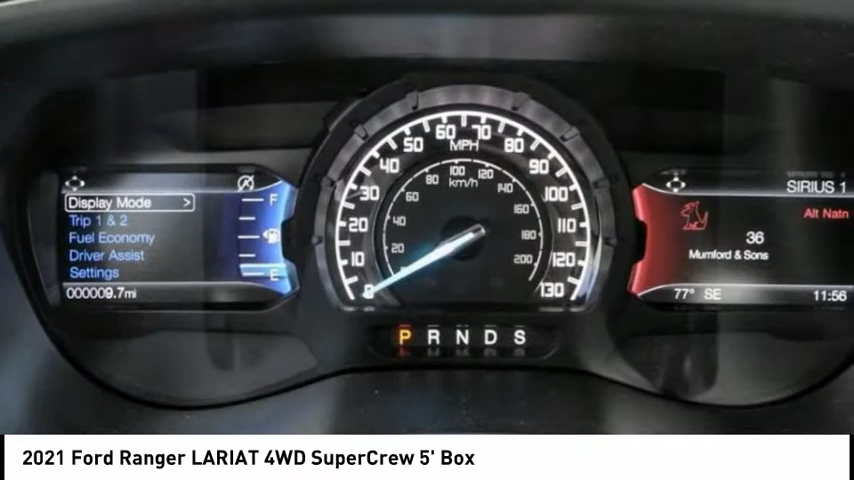 Display Mode >
Trip 1 & 2
Fuel Economy
Driver Assist
Settings
000009.7mi
F
E
0 10 20 30 40 50 60 70 80 90 100 110 120 130
MPH
20 40 60 80 100 120 140 160 180 200
km/h
P R N D S
SIRIUS 1
Alt Natn
36
Mumford & Sons
77° SE
11:56
2021 Ford Ranger LARIAT 4WD SuperCrew 5' Box